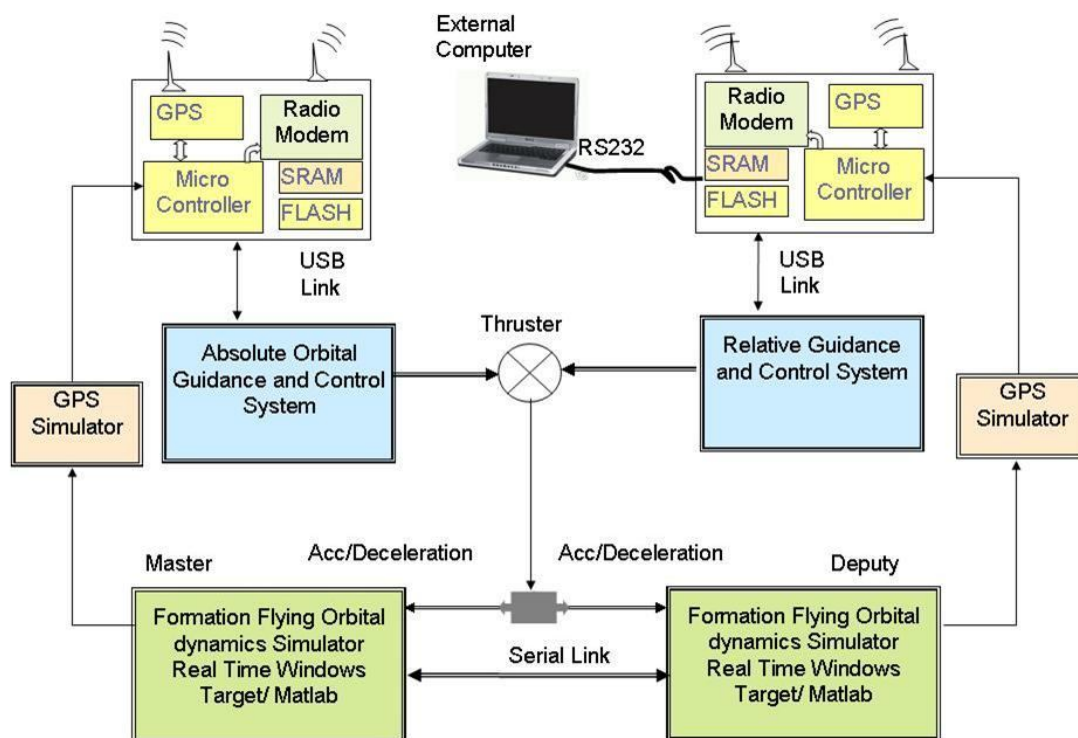 External
Computer
GPS
Radio
Modem
Micro
Controller
SRAM
FLASH
RS232
Radio
Modem
GPS
SRAM
FLASH
Micro
Controller
USB
Link
USB
Link
Thruster
Absolute Orbital
Guidance and Control
System
Relative Guidance
and Control System
GPS
Simulator
GPS
Simulator
Acc/Deceleration
Acc/Deceleration
Master
Deputy
Formation Flying Orbital
dynamics Simulator
Real Time Windows
Target/ Matlab
Serial Link
Formation Flying Orbital
dynamics Simulator
Real Time Windows
Target/ Matlab